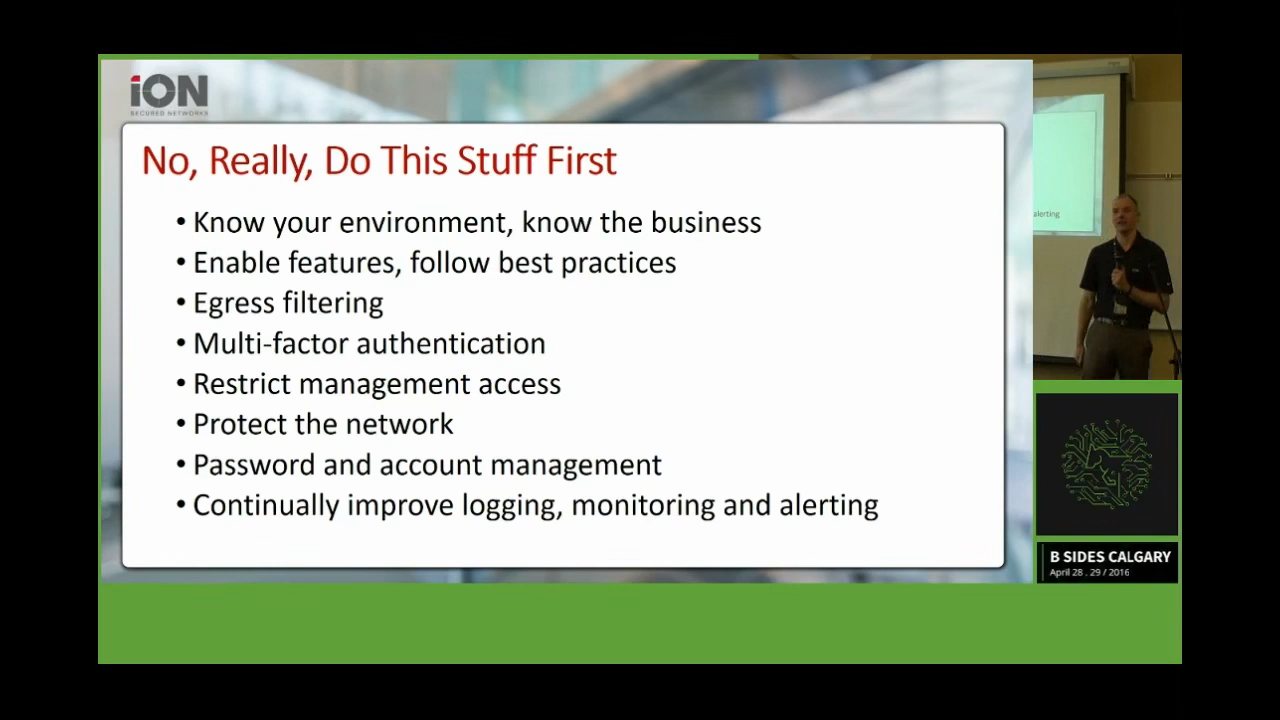 iON
SECURED NETWORKS
No, Really, Do This Stuff First
• Know your environment, know the business
• Enable features, follow best practices
• Egress filtering
• Multi-factor authentication
• Restrict management access
• Protect the network
• Password and account management
• Continually improve logging, monitoring and alerting
alerting
B SIDES CALGARY
April 28 . 29 / 2016